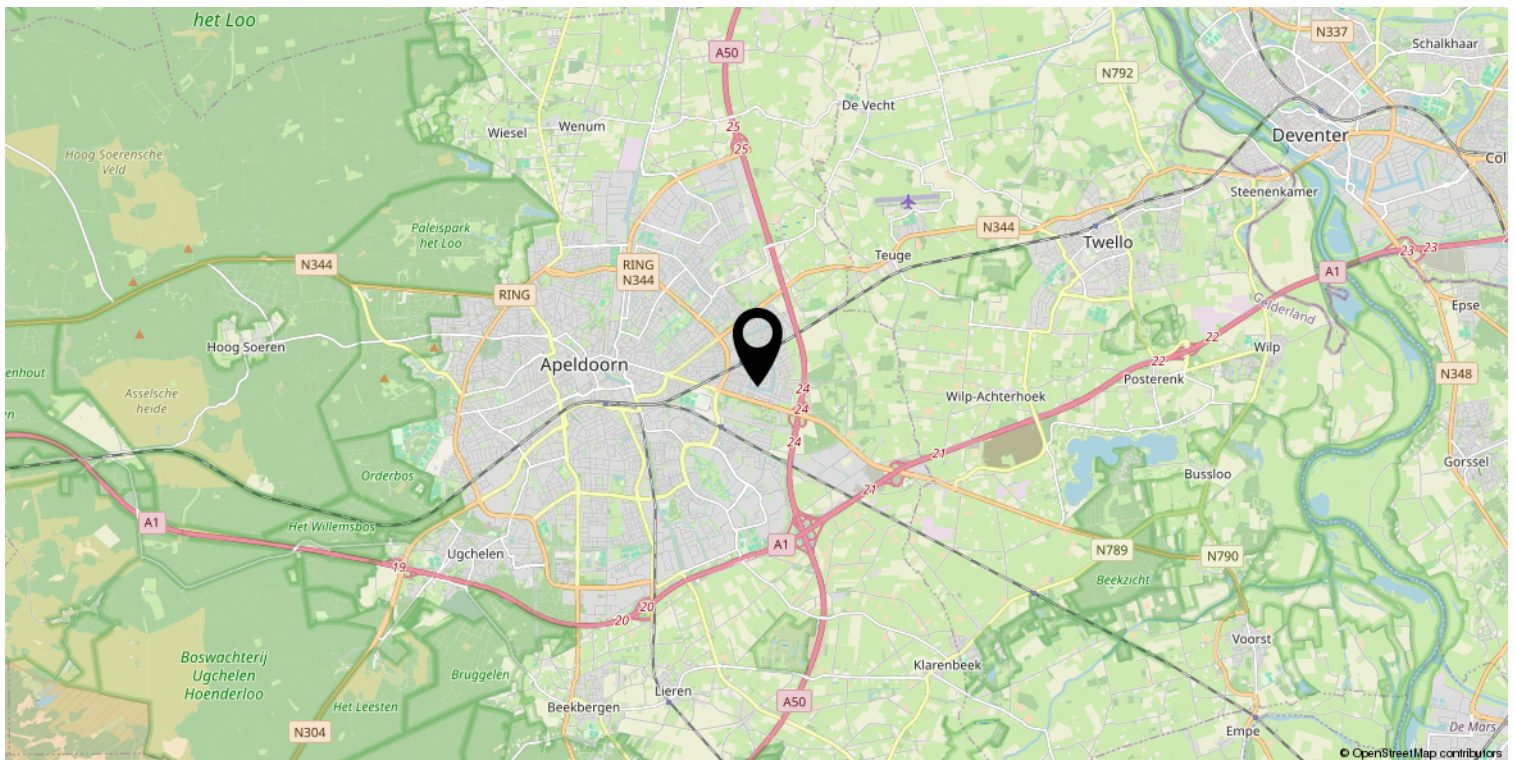 het Loo
A50
N337
Schalkhaar
N792
De Vecht
25
Wiesel
Wenum
Deventer
25
Hoog Soerensche
Veld
Col
Steenenkamer
Paleispark
het Loo
N344
Twello
Teuge
23
23
N344
RING
N344
A1
RING
Gelderland
Epse
22
Hoog Soeren
Wilp
22
Apeldoorn
enhout
N348
Posterenk
24
Asselsche
heide
Wilp-Achterhoek
24
24
21
Gorssel
Orderbos
Bussloo
21
A1
Het Willemsbos
A1
Ugchelen
N789
N790
19
Beekzicht
20
20
Voorst
Boswachterij
Ugchelen
Hoenderloo
Klarenbeek
Bruggelen
Lieren
A50
Het Leesten
Beekbergen
De Mars
N304
Empe
© OpenStreetMap contributors